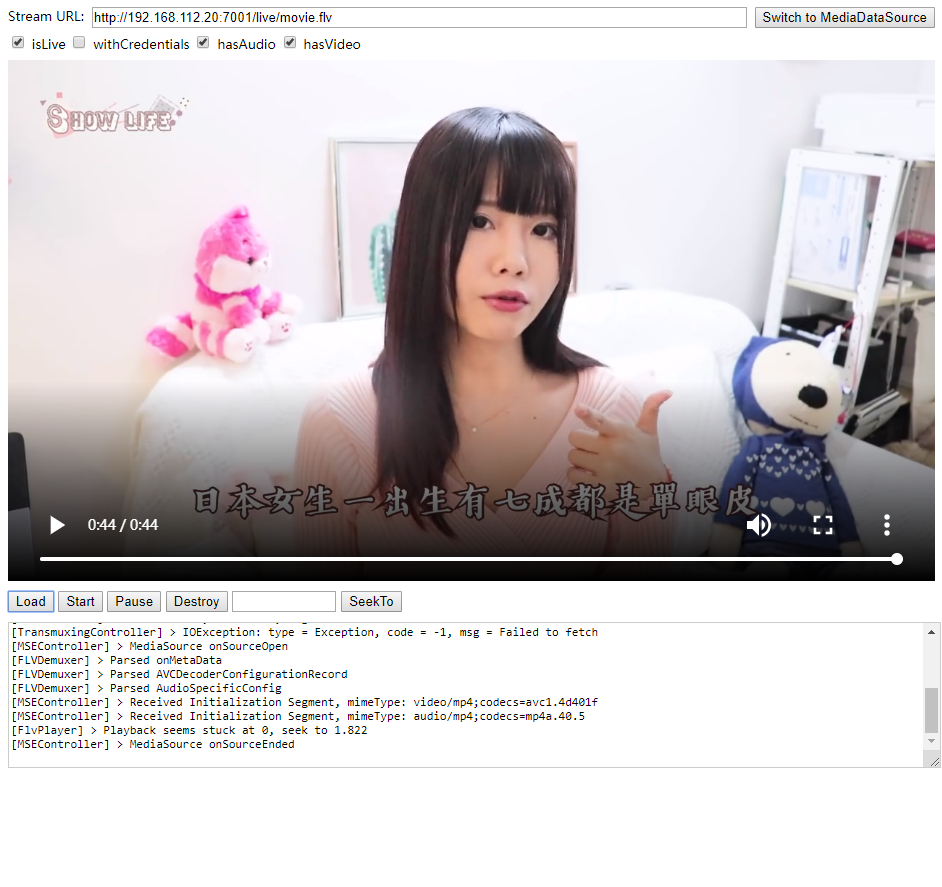 Stream URL: http://192.168.112.20:7001/live/movie.flv Switch to MediaDataSource
isLive withCredentials hasAudio hasVideo
SHOW LIFE
日本女生一出生有七成都是單眼皮
0:44 / 0:44
Load Start Pause Destroy SeekTo
[TransmuxingController] > IOException: type = Exception, code = -1, msg = Failed to fetch
[MSEController] > MediaSource onSourceOpen
[FLVDemuxer] > Parsed onMetaData
[FLVDemuxer] > Parsed AVCDecoderConfigurationRecord
[FLVDemuxer] > Parsed AudioSpecificConfig
[MSEController] > Received Initialization Segment, mimeType: video/mp4;codecs=avc1.4d401f
[MSEController] > Received Initialization Segment, mimeType: audio/mp4;codecs=mp4a.40.5
[FlvPlayer] > Playback seems stuck at 0, seek to 1.822
[MSEController] > MediaSource onSourceEnded